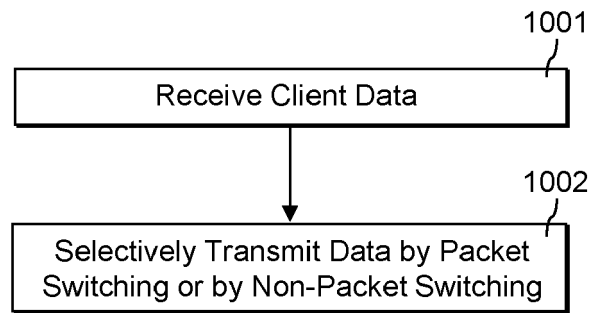 1001
Receive Client Data
1002
Selectively Transmit Data by Packet
Switching or by Non-Packet Switching